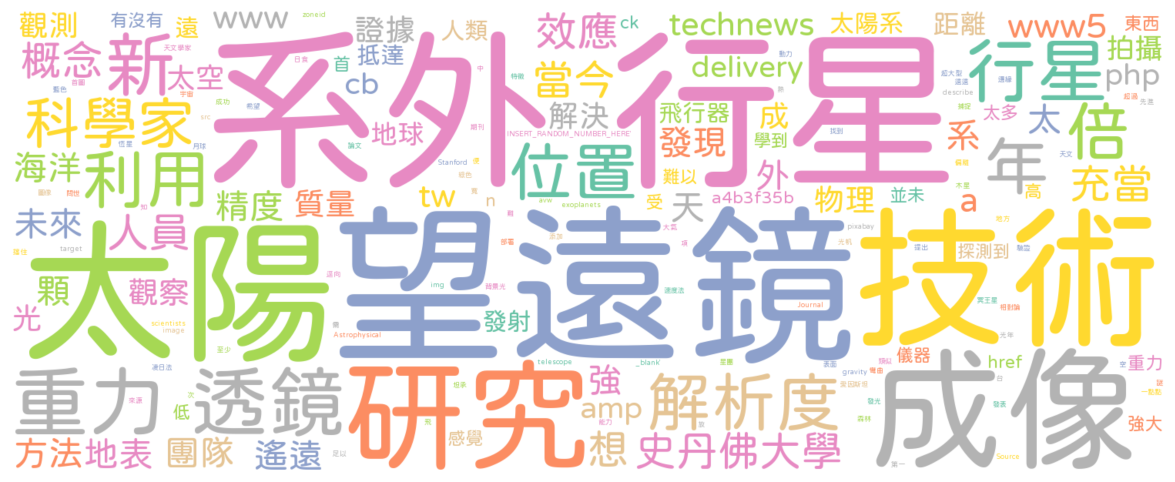 觀測 有沒有 遠 www zoneid 證據 人類 效應 ck technews 太陽系 距離 www5 東西
概念 新 太空 首 抵達 cb 系外行星 當今 delivery 行星 拍攝 php
科學家 地球 解決 飛行器 成 發現 學到 系 太多 太 倍 describe
INSERT_RANDOM_NUMBER_HERE
海洋 利用 Stanford 位置 難以 外 年 充當
精度 質量 tw n exoplanets 受 天 a4b3f35b 物理 並未 高 a
未來 人員 太陽 望遠鏡 技術 pixabay 探測到
target 顆 觀察 img
光 scientists image 發射 Astrophysical Journal 冥王星
重力 透鏡 低 研究 telescope _blank 強 gravity 儀器 href 成像 重力
amp 解析度 強大
方法 地表 團隊 遙遠 感覺 想 史丹佛大學 Source